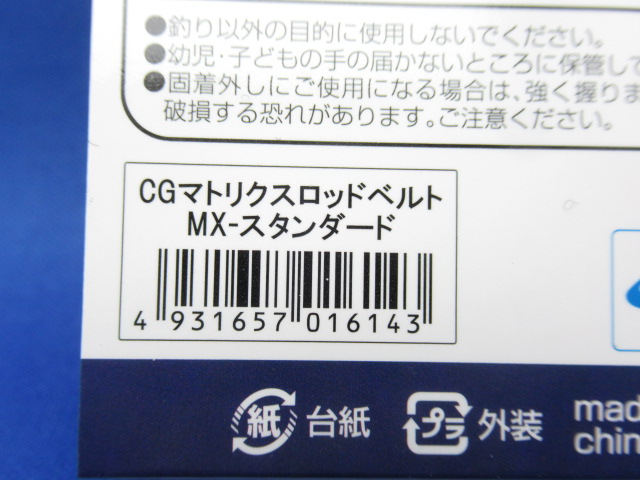 ●釣り以外の目的に使用しないでください。
●幼児・子どもの手の届かないところに保管して
●固着外しにご使用になる場合は、強く握りま
破損する恐れがあります。ご注意ください。
CGマトリクスロッドベルト
MX-スタンダード
4 931657 016143
紙 台紙 プラ 外装
mad
chin